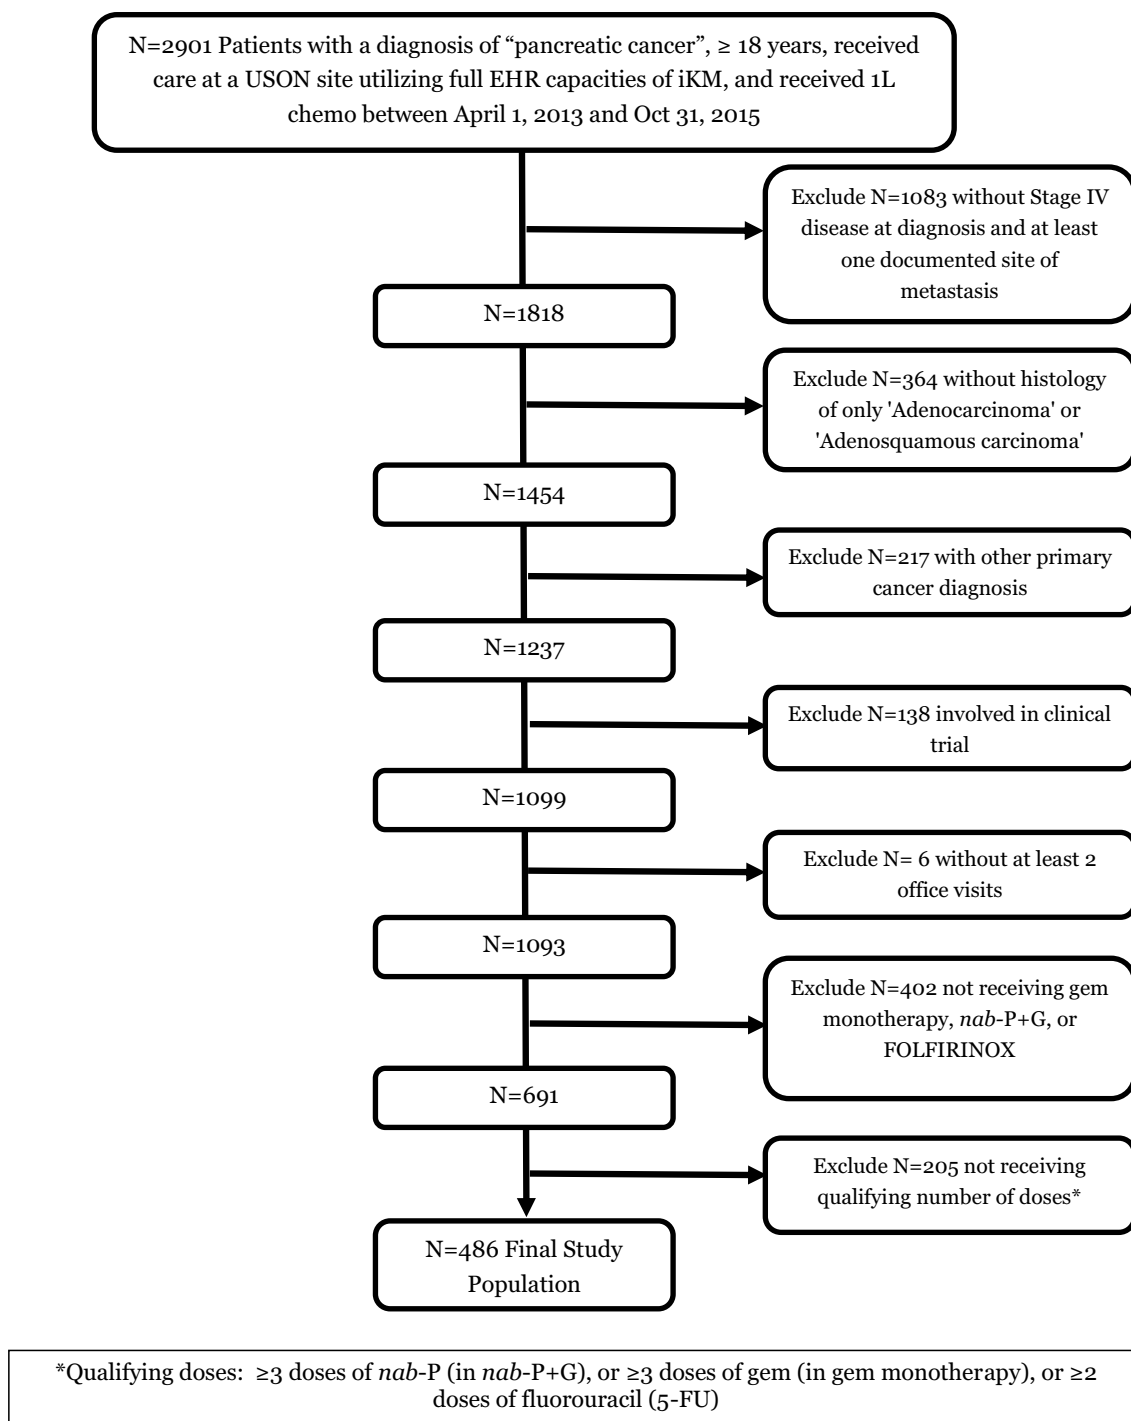 N=2901 Patients with a diagnosis of “pancreatic cancer”, ≥ 18 years, received
care at a USON site utilizing full EHR capacities of iKM, and received 1L
chemo between April 1, 2013 and Oct 31, 2015
Exclude N=1083 without Stage IV
disease at diagnosis and at least
one documented site of
metastasis
N=1818
Exclude N=364 without histology
of only 'Adenocarcinoma' or
'Adenosquamous carcinoma'
N=1454
Exclude N=217 with other primary
cancer diagnosis
N=1237
Exclude N=138 involved in clinical
trial
N=1099
Exclude N= 6 without at least 2
office visits
N=1093
Exclude N=402 not receiving gem
monotherapy, nab-P+G, or
FOLFIRINOX
N=691
Exclude N=205 not receiving
qualifying number of doses*
N=486 Final Study
Population
*Qualifying doses:  ≥3 doses of nab-P (in nab-P+G), or ≥3 doses of gem (in gem monotherapy), or ≥2
doses of fluorouracil (5-FU)